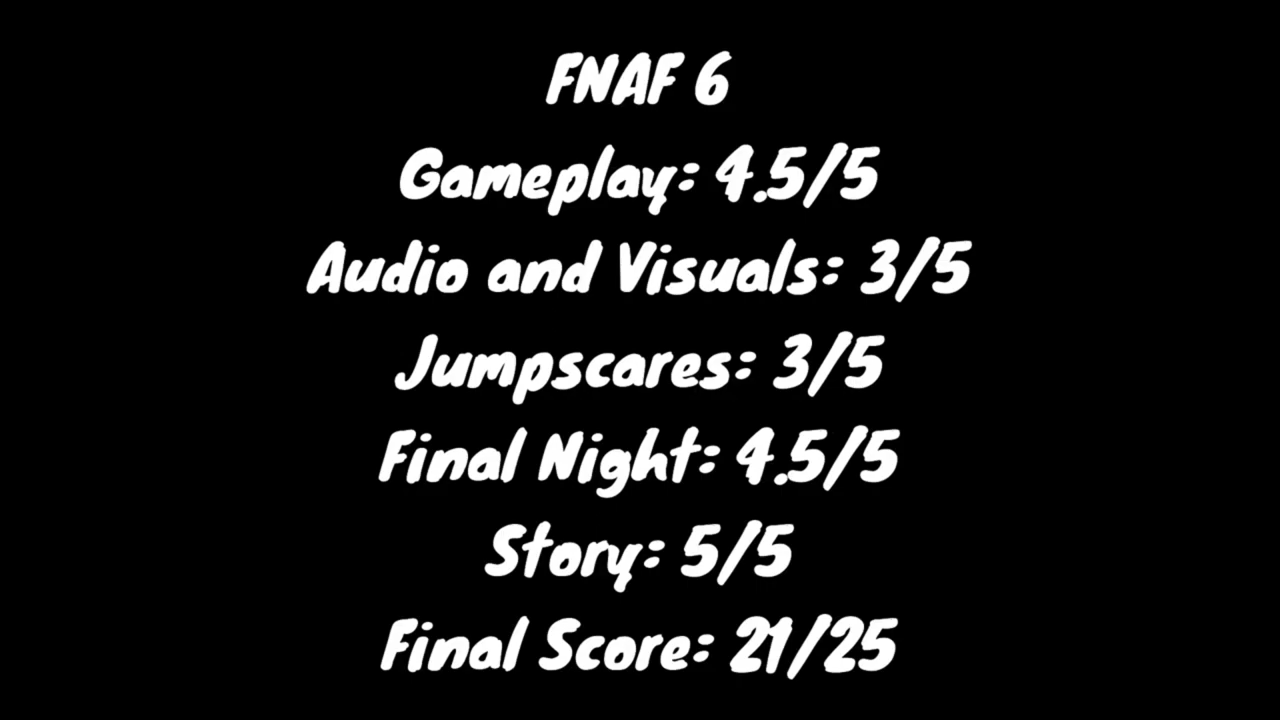 FNAF 6
Gameplay: 4.5/5
Audio and Visuals: 3/5
Jumpscares: 3/5
Final Night: 4.5/5
Story: 5/5
Final Score: 21/25